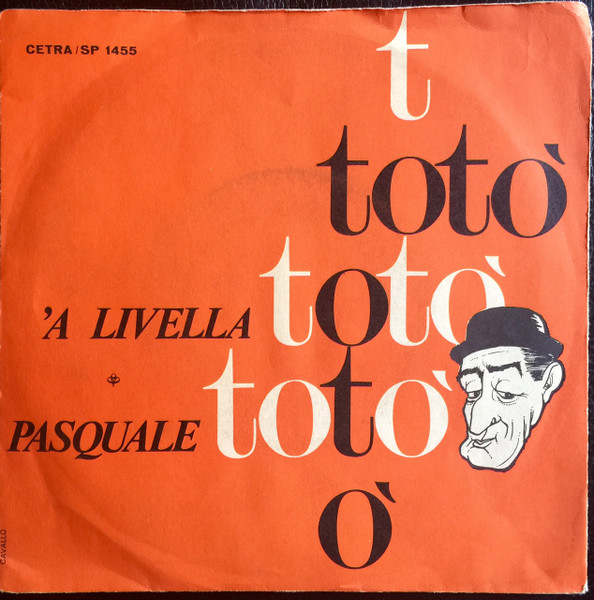 CETRA/SP 1455
t
totò
'A LIVELLA totò
PASQUALE totò
ò
CAVALLO